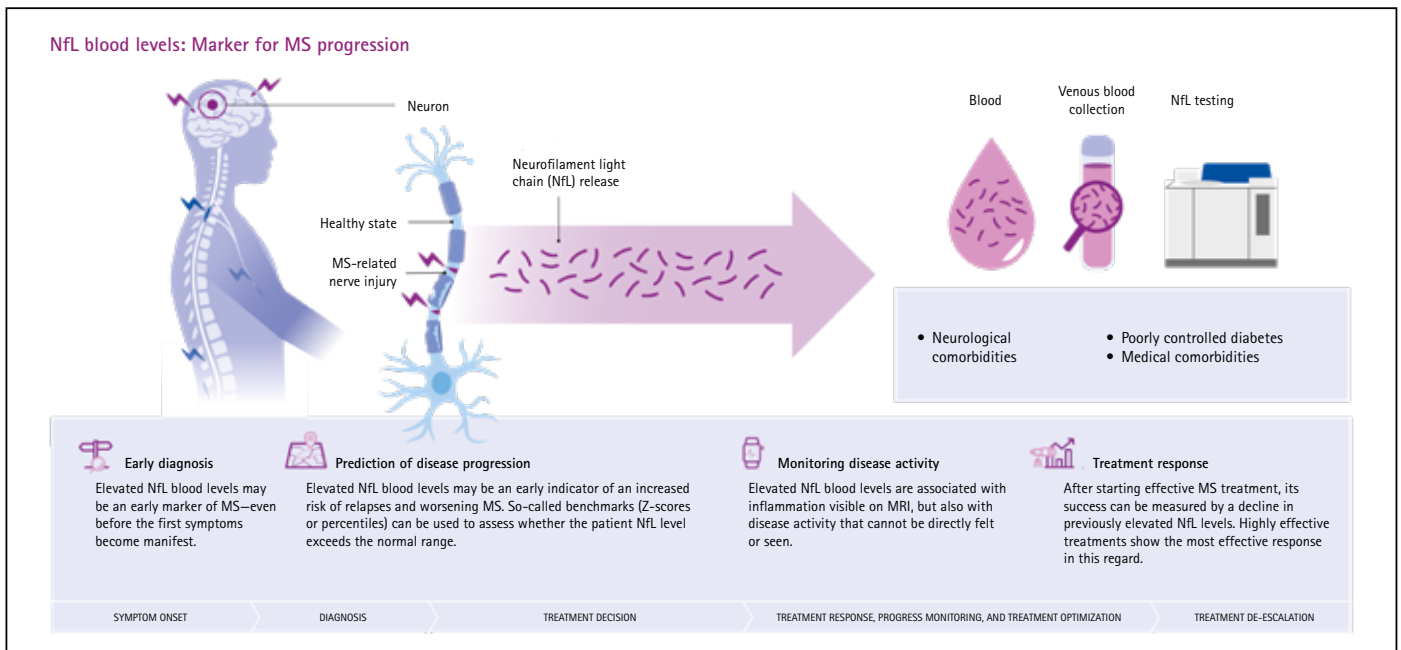 NfL blood levels: Marker for MS progression
Neuron
Neurofilament light
chain (NfL) release
Healthy state
MS-related
nerve injury
Blood
Venous blood
collection
NfL testing
• Neurological
comorbidities
• Poorly controlled diabetes
• Medical comorbidities
Early diagnosis
Elevated NfL blood levels may
be an early marker of MS—even
before the first symptoms
become manifest.
Prediction of disease progression
Elevated NfL blood levels may be an early indicator of an increased
risk of relapses and worsening MS. So-called benchmarks (Z-scores
or percentiles) can be used to assess whether the patient NfL level
exceeds the normal range.
Monitoring disease activity
Elevated NfL blood levels are associated with
inflammation visible on MRI, but also with
disease activity that cannot be directly felt
or seen.
Treatment response
After starting effective MS treatment, its
success can be measured by a decline in
previously elevated NfL levels. Highly effective
treatments show the most effective response
in this regard.
SYMPTOM ONSET
DIAGNOSIS
TREATMENT DECISION
TREATMENT RESPONSE, PROGRESS MONITORING, AND TREATMENT OPTIMIZATION
TREATMENT DE-ESCALATION